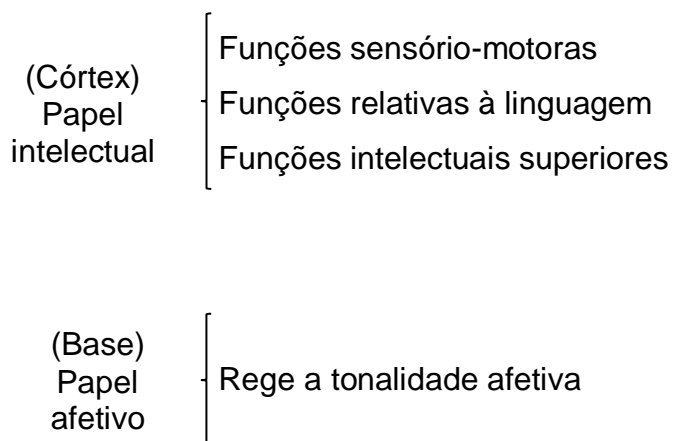 (Córtex)
Papel
intelectual
Funções sensório-motoras
Funções relativas à linguagem
Funções intelectuais superiores
(Base)
Papel
afetivo
Rege a tonalidade afetiva